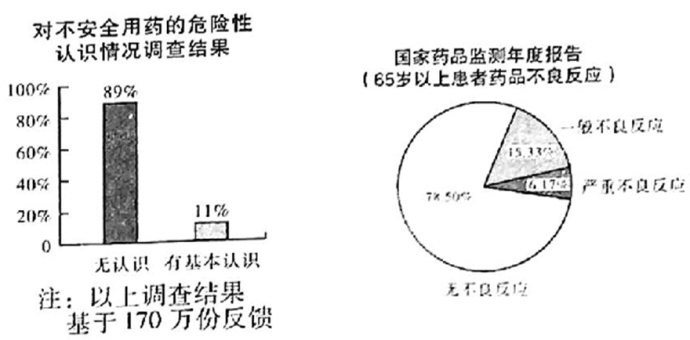 对不安全用药的危险性
认识情况调查结果
100%
80%
60%
40%
20%
0
89%
11%
无认识
有基本认识
注：以上调查结果
基于170万份反馈
国家药品监测年度报告
（65岁以上患者药品不良反应）
一般不良反应
15.33%
6.17%
严重不良反应
78.50%
无不良反应